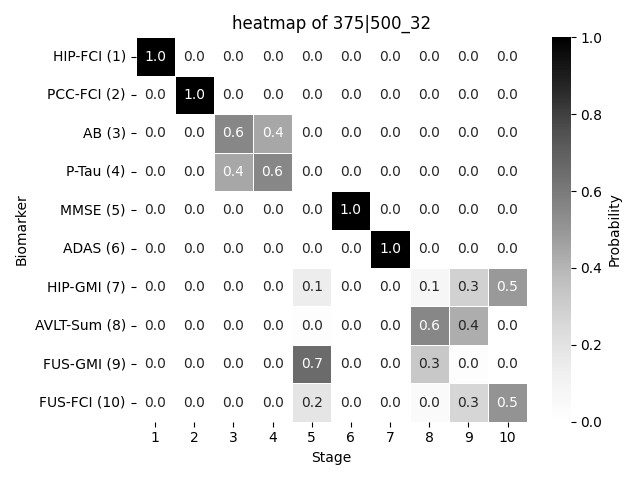 heatmap of 375|500_32
HIP-FCI (1) 1.0 0.0 0.0 0.0 0.0 0.0 0.0 0.0 0.0 0.0
PCC-FCI (2) 0.0 1.0 0.0 0.0 0.0 0.0 0.0 0.0 0.0 0.0
AB (3) 0.0 0.0 0.6 0.4 0.0 0.0 0.0 0.0 0.0 0.0
P-Tau (4) 0.0 0.0 0.4 0.6 0.0 0.0 0.0 0.0 0.0 0.0
MMSE (5) 0.0 0.0 0.0 0.0 0.0 1.0 0.0 0.0 0.0 0.0
ADAS (6) 0.0 0.0 0.0 0.0 0.0 0.0 1.0 0.0 0.0 0.0
HIP-GMI (7) 0.0 0.0 0.0 0.0 0.1 0.0 0.0 0.1 0.3 0.5
AVLT-Sum (8) 0.0 0.0 0.0 0.0 0.0 0.0 0.0 0.6 0.4 0.0
FUS-GMI (9) 0.0 0.0 0.0 0.0 0.7 0.0 0.0 0.3 0.0 0.0
FUS-FCI (10) 0.0 0.0 0.0 0.0 0.2 0.0 0.0 0.0 0.3 0.5
1 2 3 4 5 6 7 8 9 10
Stage
Biomarker
1.0
0.8
0.6
0.4
0.2
0.0
Probability